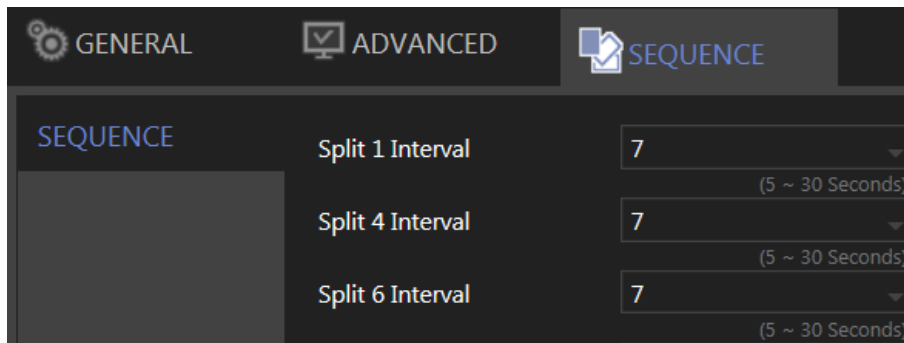 GENERAL ADVANCED SEQUENCE
SEQUENCE
Split 1 Interval 7
(5 ~ 30 Seconds)
Split 4 Interval 7
(5 ~ 30 Seconds)
Split 6 Interval 7
(5 ~ 30 Seconds)